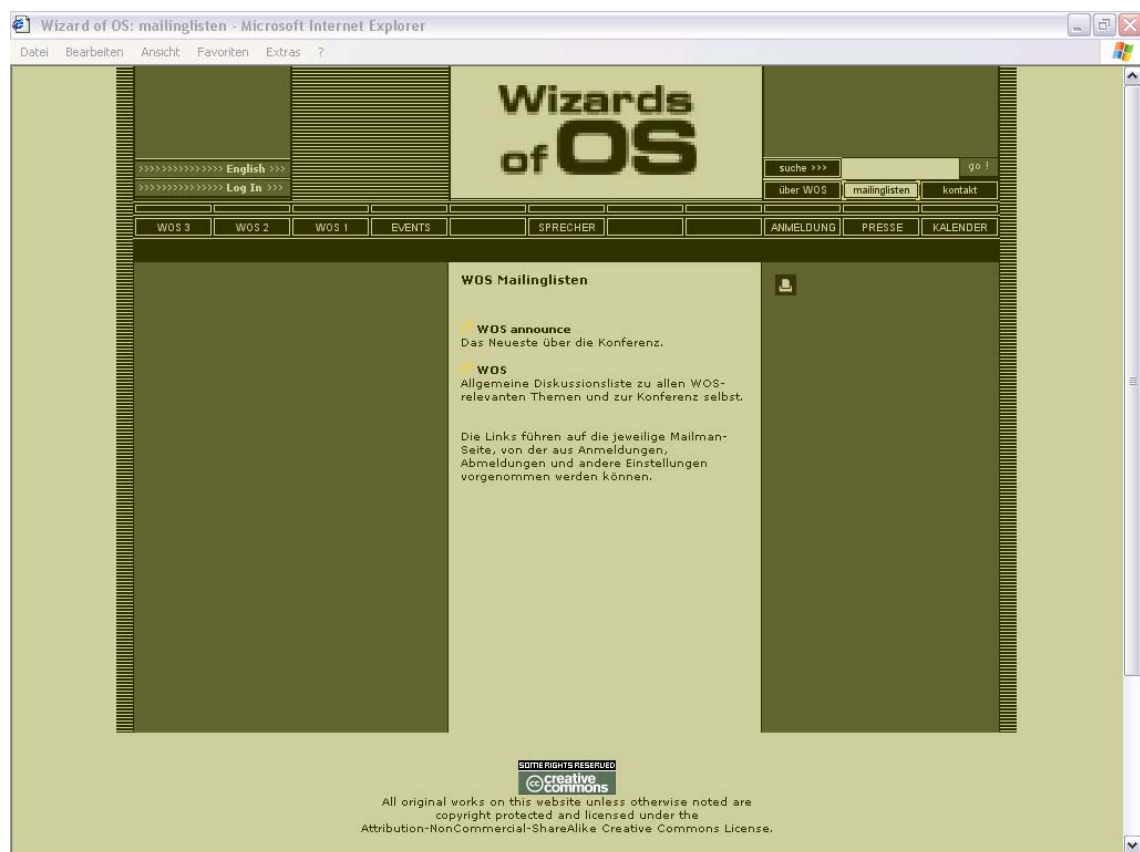 Wizard of OS: mailinglisten - Microsoft Internet Explorer
Datei Bearbeiten Ansicht Favoriten Extras ?
Wizards
of OS
>>>>>>>>>>>>>>> English >>>
>>>>>>>>>>>>>>> Log In >>>
suche >>> go !
über WOS mailinglisten kontakt
WOS 3 WOS 2 WOS 1 EVENTS SPRECHER ANMELDUNG PRESSE KALENDER
WOS Mailinglisten
WOS announce
Das Neueste über die Konferenz.
WOS
Allgemeine Diskussionsliste zu allen WOS-
relevanten Themen und zur Konferenz selbst.
Die Links führen auf die jeweilige Mailman-
Seite, von der aus Anmeldungen,
Abmeldungen und andere Einstellungen
vorgenommen werden können.
SOME RIGHTS RESERVED
cc creative
commons
All original works on this website unless otherwise noted are
copyright protected and licensed under the
Attribution-NonCommercial-ShareAlike Creative Commons License.